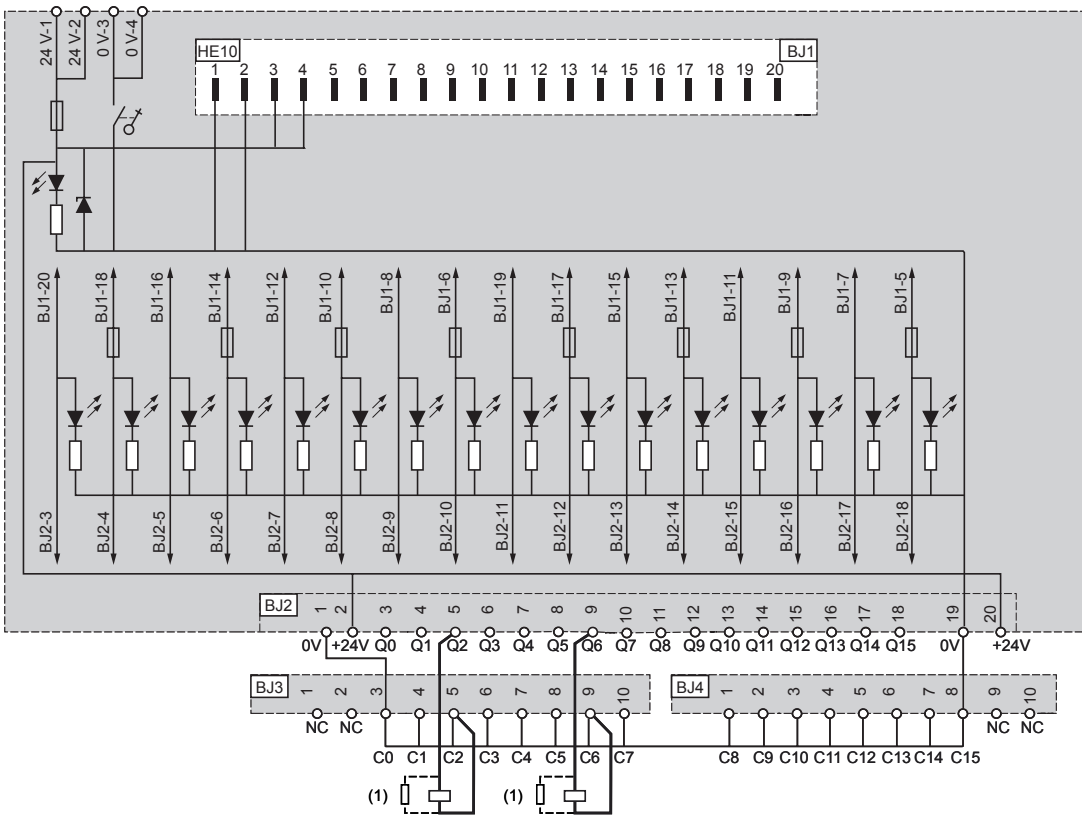 24 V-1 24 V-2 0 V-3 0 V-4
HE10 BJ1
1 2 3 4 5 6 7 8 9 10 11 12 13 14 15 16 17 18 19 20
BJ1-20 BJ1-18 BJ1-16 BJ1-14 BJ1-12 BJ1-10 BJ1-8 BJ1-6 BJ1-19 BJ1-17 BJ1-15 BJ1-13 BJ1-11 BJ1-9 BJ1-7 BJ1-5
BJ2-3 BJ2-4 BJ2-5 BJ2-6 BJ2-7 BJ2-8 BJ2-9 BJ2-10 BJ2-11 BJ2-12 BJ2-13 BJ2-14 BJ2-15 BJ2-16 BJ2-17 BJ2-18
BJ2 1 2 3 4 5 6 7 8 9 10 11 12 13 14 15 16 17 18 19 20
0V +24V Q0 Q1 Q2 Q3 Q4 Q5 Q6 Q7 Q8 Q9 Q10 Q11 Q12 Q13 Q14 Q15 0V +24V
BJ3 1 2 3 4 5 6 7 8 9 10 BJ4 1 2 3 4 5 6 7 8 9 10
NC NC NC NC
C0 C1 C2 C3 C4 C5 C6 C7 C8 C9 C10 C11 C12 C13 C14 C15
(1) (1)